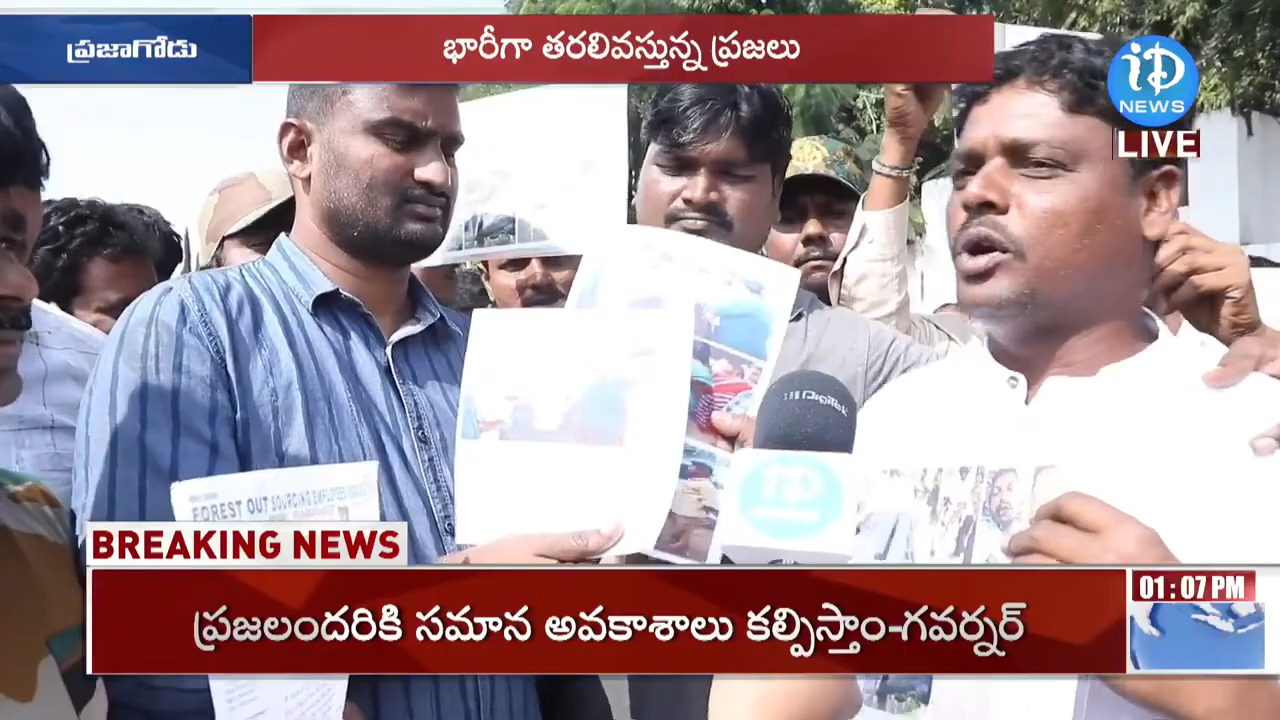 ప్రజాగోడు
భారీగా తరలివస్తున్న ప్రజలు
iD
NEWS
LIVE
DIGITEK
iD
FOREST OUT SOURCING EMPLOYEES
BREAKING NEWS
ప్రజలందరికి సమాన అవకాశాలు కల్పిస్తాం-గవర్నర్
01:07 PM